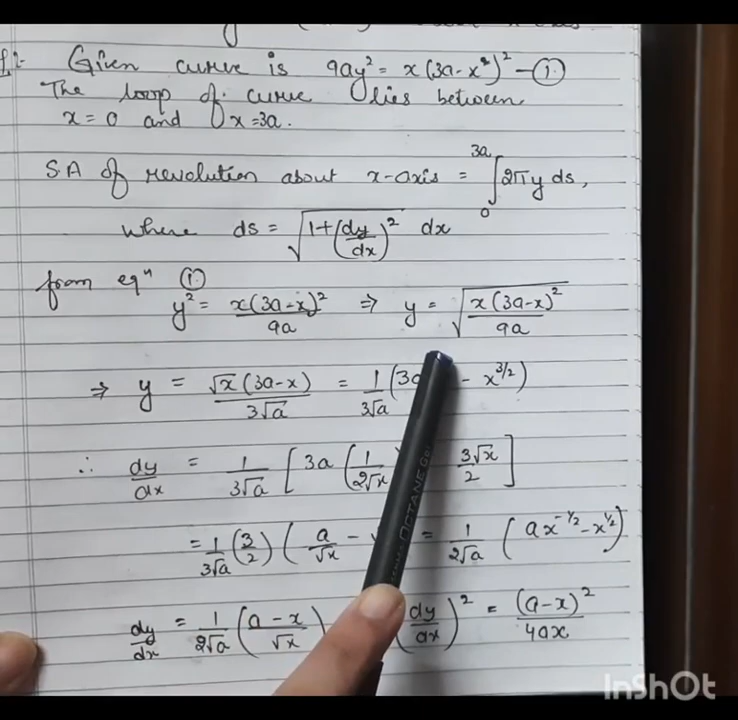 Given curve is 9ay² = x(3a-x²)² - ①
The loop of curve lies between
x = 0 and x = 3a.
S.A of revolution about x-axis = ∫₀³ᵃ 2πy ds,
where ds = √(1+(dy/dx)²) dx
from eqⁿ ①
y² = x(3a-x)²/9a ⇒ y = √(x(3a-x)²/9a)
⇒ y = √x(3a-x)/3√a = 1/3√a (3a - x^3/2)
∴ dy/dx = 1/3√a [3a (1/2√x 3√x/2]
= 1/3√a (3/2) (a/√x - = 1/2√a (ax^-1/2 - x^1/2)
dy/dx = 1/2√a (a-x/√x) (dy/dx)² = (a-x)²/4ax
OCTANE Gel
InShOt